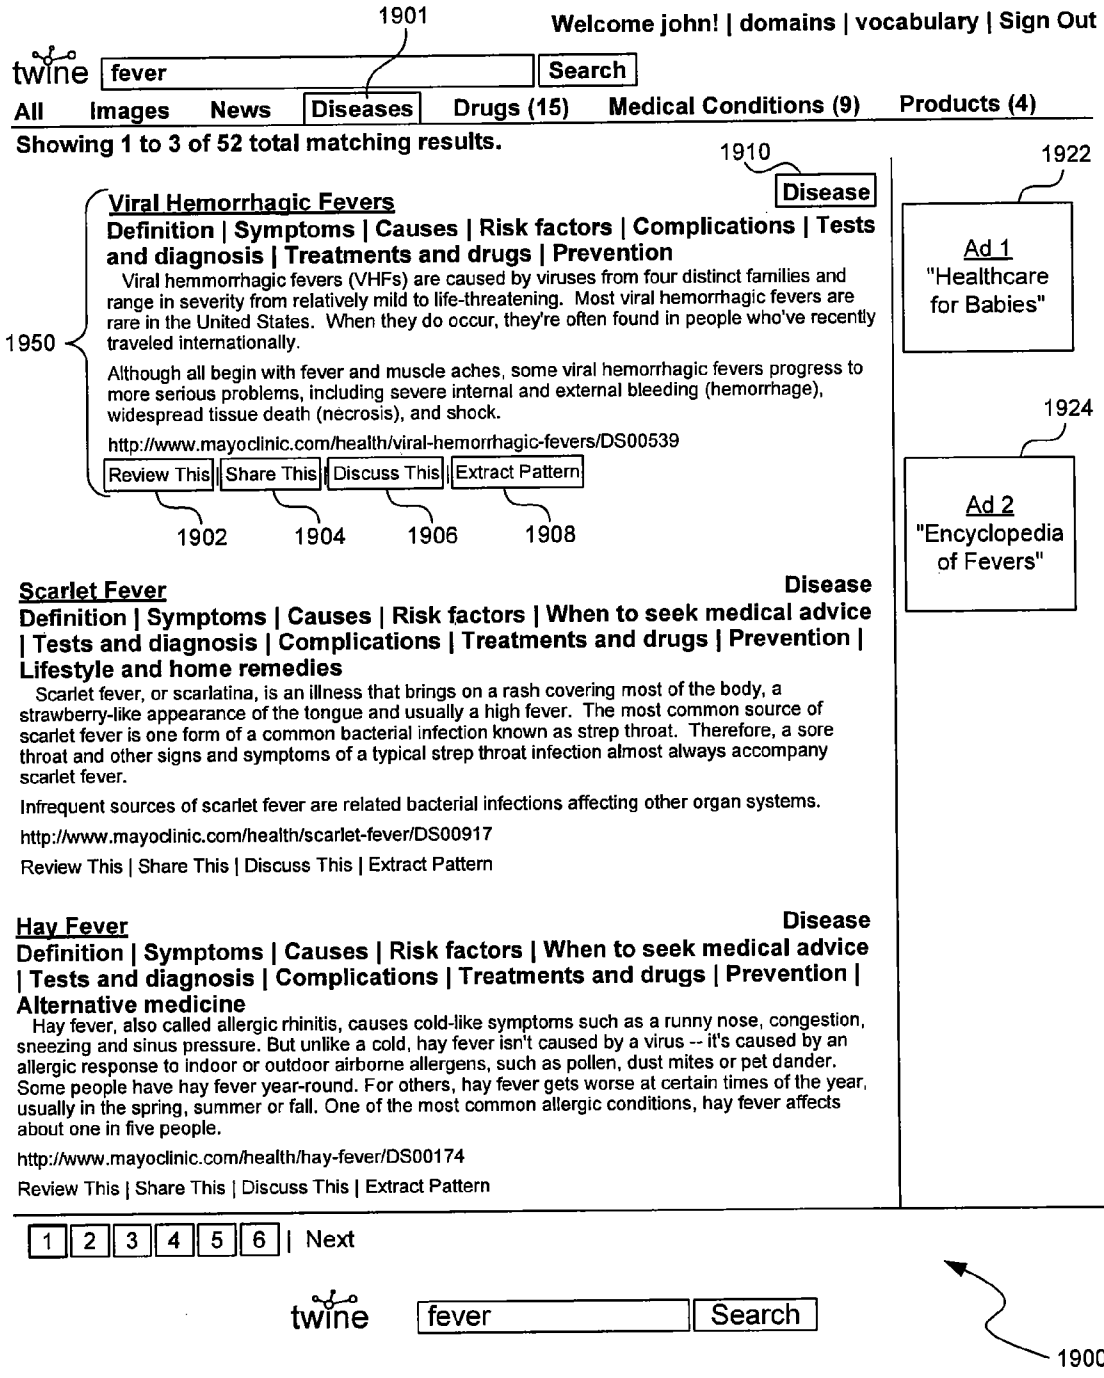 1901
Welcome john! | domains | vocabulary | Sign Out
twine fever Search
All Images News Diseases Drugs (15) Medical Conditions (9) Products (4)
Showing 1 to 3 of 52 total matching results.
1910
1922
Viral Hemorrhagic Fevers Disease
Definition | Symptoms | Causes | Risk factors | Complications | Tests
and diagnosis | Treatments and drugs | Prevention
Viral hemmorrhagic fevers (VHFs) are caused by viruses from four distinct families and
range in severity from relatively mild to life-threatening. Most viral hemorrhagic fevers are
rare in the United States. When they do occur, they're often found in people who've recently
traveled internationally.
1950
Although all begin with fever and muscle aches, some viral hemorrhagic fevers progress to
more serious problems, including severe internal and external bleeding (hemorrhage),
widespread tissue death (necrosis), and shock.
http://www.mayoclinic.com/health/viral-hemorrhagic-fevers/DS00539
Review This | Share This | Discuss This | Extract Pattern
1902 1904 1906 1908
Ad 1
"Healthcare
for Babies"
1924
Ad 2
"Encyclopedia
of Fevers"
Scarlet Fever Disease
Definition | Symptoms | Causes | Risk factors | When to seek medical advice
| Tests and diagnosis | Complications | Treatments and drugs | Prevention |
Lifestyle and home remedies
Scarlet fever, or scarlatina, is an illness that brings on a rash covering most of the body, a
strawberry-like appearance of the tongue and usually a high fever. The most common source of
scarlet fever is one form of a common bacterial infection known as strep throat. Therefore, a sore
throat and other signs and symptoms of a typical strep throat infection almost always accompany
scarlet fever.
Infrequent sources of scarlet fever are related bacterial infections affecting other organ systems.
http://www.mayoclinic.com/health/scarlet-fever/DS00917
Review This | Share This | Discuss This | Extract Pattern
Hay Fever Disease
Definition | Symptoms | Causes | Risk factors | When to seek medical advice
| Tests and diagnosis | Complications | Treatments and drugs | Prevention |
Alternative medicine
Hay fever, also called allergic rhinitis, causes cold-like symptoms such as a runny nose, congestion,
sneezing and sinus pressure. But unlike a cold, hay fever isn't caused by a virus -- it's caused by an
allergic response to indoor or outdoor airborne allergens, such as pollen, dust mites or pet dander.
Some people have hay fever year-round. For others, hay fever gets worse at certain times of the year,
usually in the spring, summer or fall. One of the most common allergic conditions, hay fever affects
about one in five people.
http://www.mayoclinic.com/health/hay-fever/DS00174
Review This | Share This | Discuss This | Extract Pattern
1 2 3 4 5 6 | Next
twine fever Search
1900